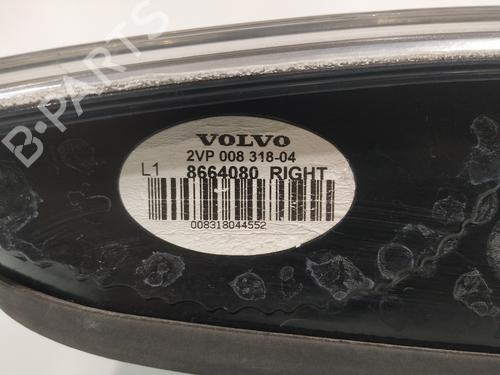 B-PARTS
VOLVO
2VP 008 318-04
L1 8664080 RIGHT
008318044552